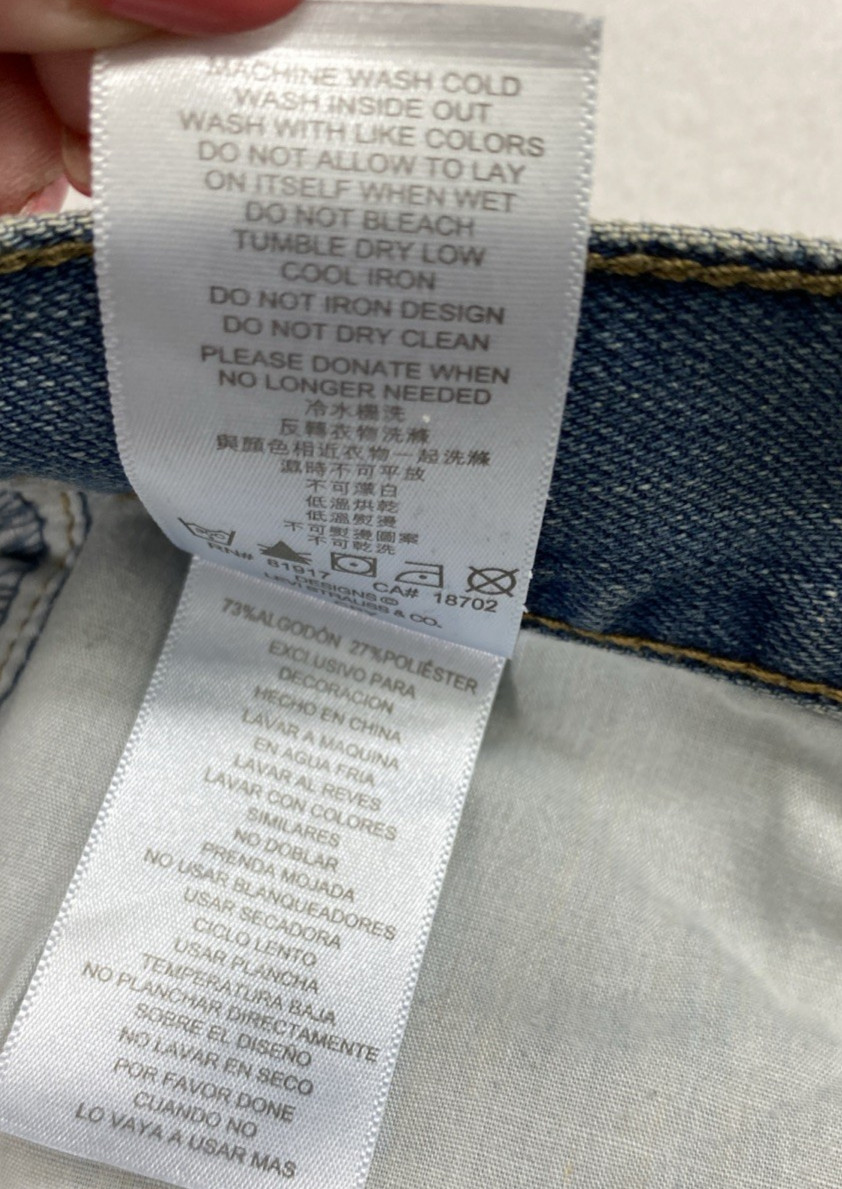 MACHINE WASH COLD
WASH INSIDE OUT
WASH WITH LIKE COLORS
DO NOT ALLOW TO LAY
ON ITSELF WHEN WET
DO NOT BLEACH
TUMBLE DRY LOW
COOL IRON
DO NOT IRON DESIGN
DO NOT DRY CLEAN
PLEASE DONATE WHEN
NO LONGER NEEDED
冷水機洗
反轉衣物洗滌
與顏色相近衣物一起洗滌
濕時不可平放
不可漂白
低溫烘乾
低溫熨燙
不可熨燙圖案
不可乾洗
RN# 81917 CA# 18702
DESIGNS ©
LEVI STRAUSS & CO.
73%ALGODÓN 27%POLIÉSTER
EXCLUSIVO PARA
DECORACION
HECHO EN CHINA
LAVAR A MAQUINA
EN AGUA FRIA
LAVAR AL REVES
LAVAR CON COLORES
SIMILARES
NO DOBLAR
PRENDA MOJADA
NO USAR BLANQUEADORES
USAR SECADORA
CICLO LENTO
USAR PLANCHA
TEMPERATURA BAJA
NO PLANCHAR DIRECTAMENTE
SOBRE EL DISEÑO
NO LAVAR EN SECO
POR FAVOR DONE
CUANDO NO
LO VAYA A USAR MAS